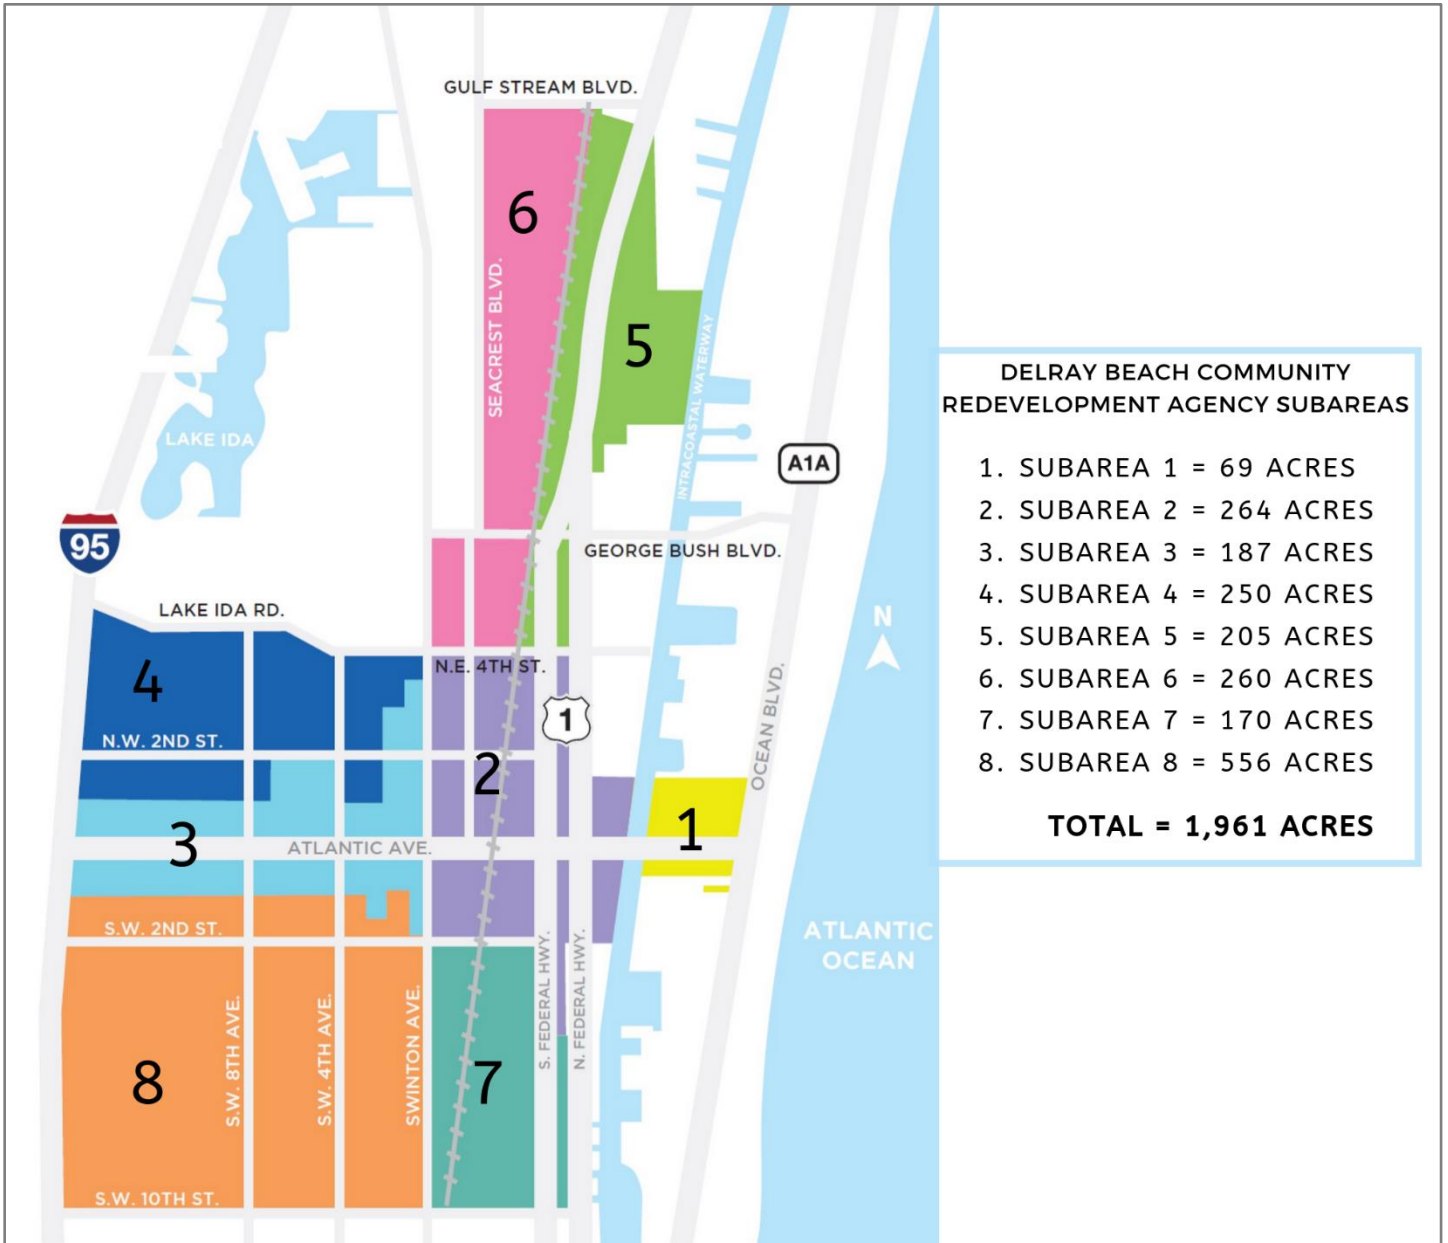 GULF STREAM BLVD.
6
SEACREST BLVD.
5
INTRACOASTAL WATERWAY
LAKE IDA
A1A
95
GEORGE BUSH BLVD.
LAKE IDA RD.
N
4
N.E. 4TH ST.
1
OCEAN BLVD.
N.W. 2ND ST.
2
3
ATLANTIC AVE.
1
S.W. 2ND ST.
ATLANTIC
OCEAN
S.W. 8TH AVE.
S.W. 4TH AVE.
SWINTON AVE.
S. FEDERAL HWY.
N. FEDERAL HWY.
8
7
S.W. 10TH ST.
DELRAY BEACH COMMUNITY
REDEVELOPMENT AGENCY SUBAREAS
1. SUBAREA 1 = 69 ACRES
2. SUBAREA 2 = 264 ACRES
3. SUBAREA 3 = 187 ACRES
4. SUBAREA 4 = 250 ACRES
5. SUBAREA 5 = 205 ACRES
6. SUBAREA 6 = 260 ACRES
7. SUBAREA 7 = 170 ACRES
8. SUBAREA 8 = 556 ACRES
TOTAL = 1,961 ACRES